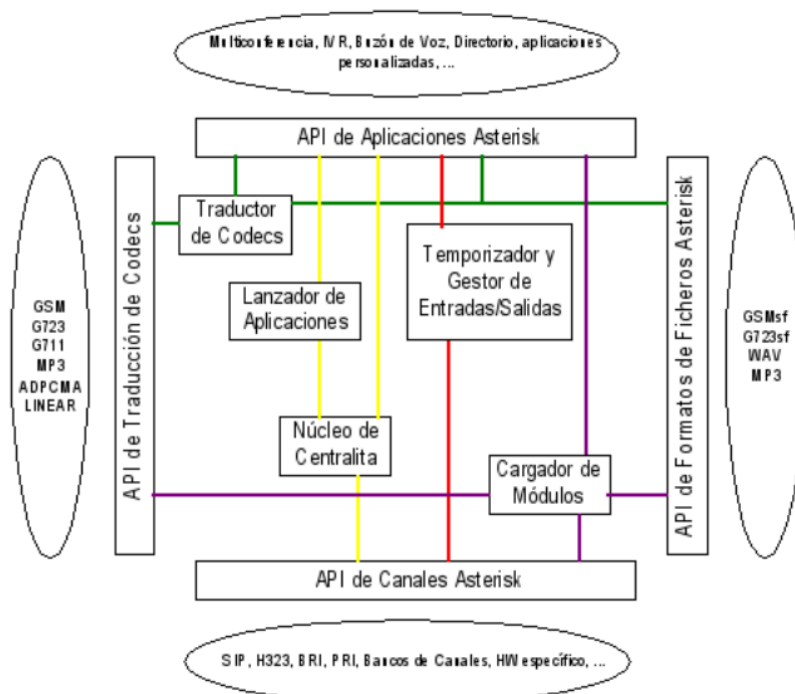 Multiconferencia, IVR, Buzón de Voz, Directorio, aplicaciones
personalizadas, ...
API de Aplicaciones Asterisk
Traductor
de Codecs
Temporizador y
Gestor de
Entradas/Salidas
Lanzador de
Aplicaciones
GSM
G723
G711
MP3
ADPCMA
LINEAR
API de Traducción de Codecs
API de Formatos de Ficheros Asterisk
GSMsf
G723sf
WAV
MP3
Núcleo de
Centralita
Cargador de
Módulos
API de Canales Asterisk
SIP, H323, BRI, PRI, Bancos de Canales, HW específico, ...